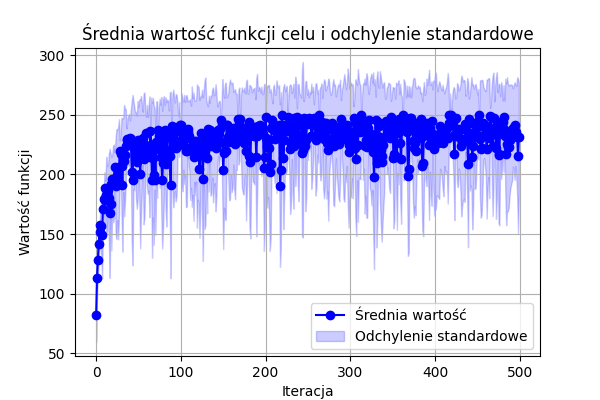 Średnia wartość funkcji celu i odchylenie standardowe
300
250
200
150
100
50
Wartość funkcji
0
100
200
300
400
500
Iteracja
Średnia wartość
Odchylenie standardowe